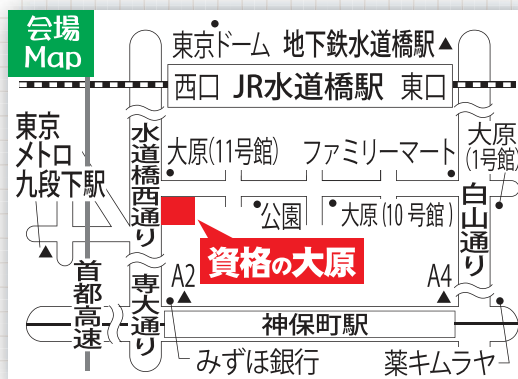 会場
Map
東京ドーム
地下鉄水道橋駅▲
西口 JR水道橋駅 東口
東京
メトロ
九段下駅
水道橋西通り
大原(11号館)
ファミリーマート
大原
(1号館)
白山通り
公園
大原(10号館)
資格の大原
首都高速
専大通り
A2
A4
神保町駅
みずほ銀行
薬キムラヤ